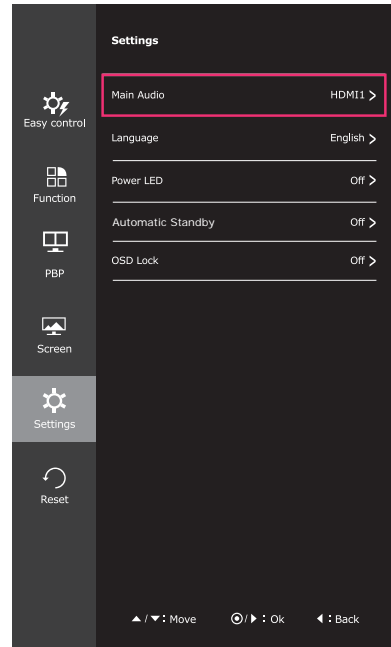 Settings
Main Audio HDMI1 >
Language English >
Power LED Off >
Automatic Standby Off >
OSD Lock Off >
Easy control
Function
PBP
Screen
Settings
Reset
▲ / ▼ : Move ◉ / ▶ : Ok ◀ : Back